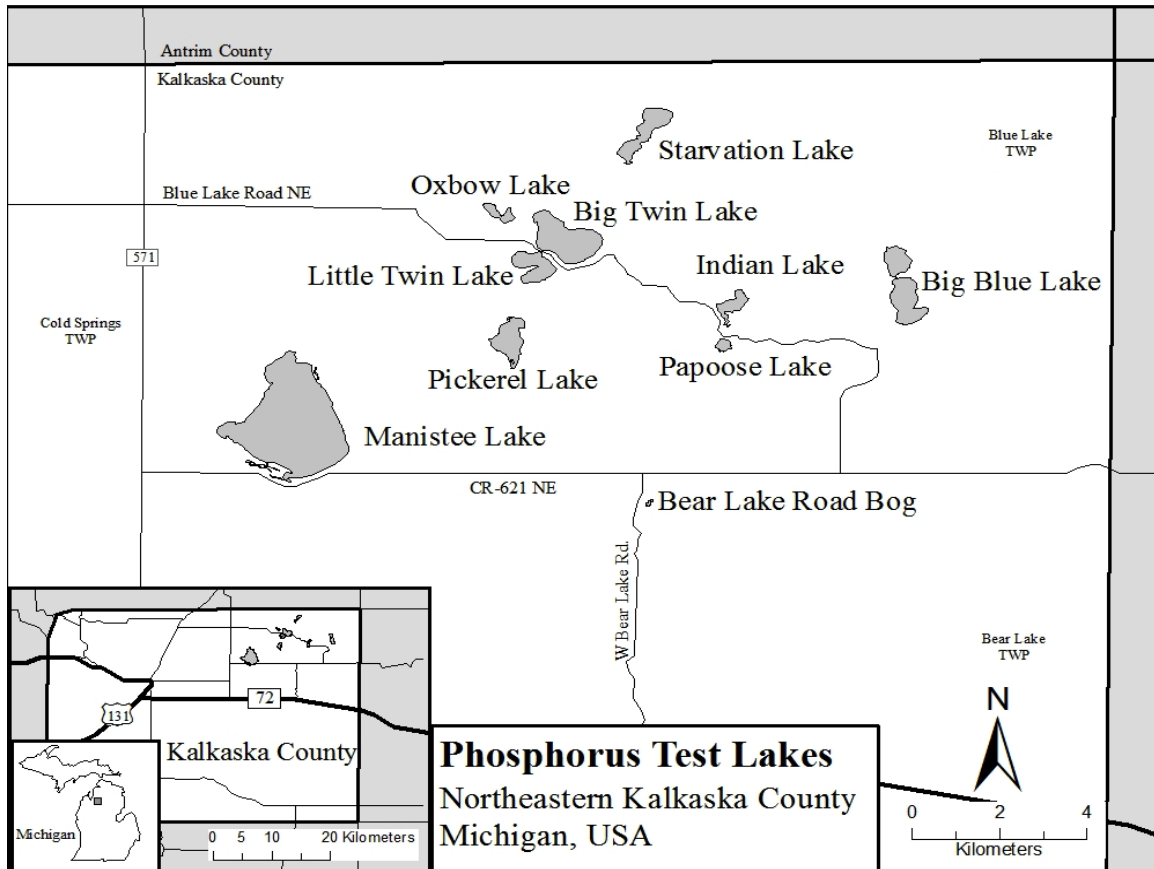 Antrim County
Kalkaska County
Starvation Lake
Blue Lake
TWP
Blue Lake Road NE
Oxbow Lake
Big Twin Lake
571
Little Twin Lake
Indian Lake
Big Blue Lake
Cold Springs
TWP
Pickerel Lake
Papoose Lake
Manistee Lake
CR-621 NE
Bear Lake Road Bog
W Bear Lake Rd.
Bear Lake
TWP
N
72
131
Kalkaska County
Michigan
0 5 10 20 Kilometers
Phosphorus Test Lakes
Northeastern Kalkaska County
Michigan, USA
0 2 4
Kilometers